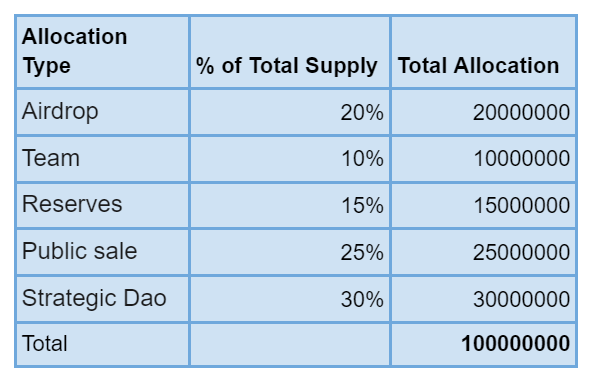 Allocation
Type % of Total Supply Total Allocation
Airdrop 20% 20000000
Team 10% 10000000
Reserves 15% 15000000
Public sale 25% 25000000
Strategic Dao 30% 30000000
Total 100000000